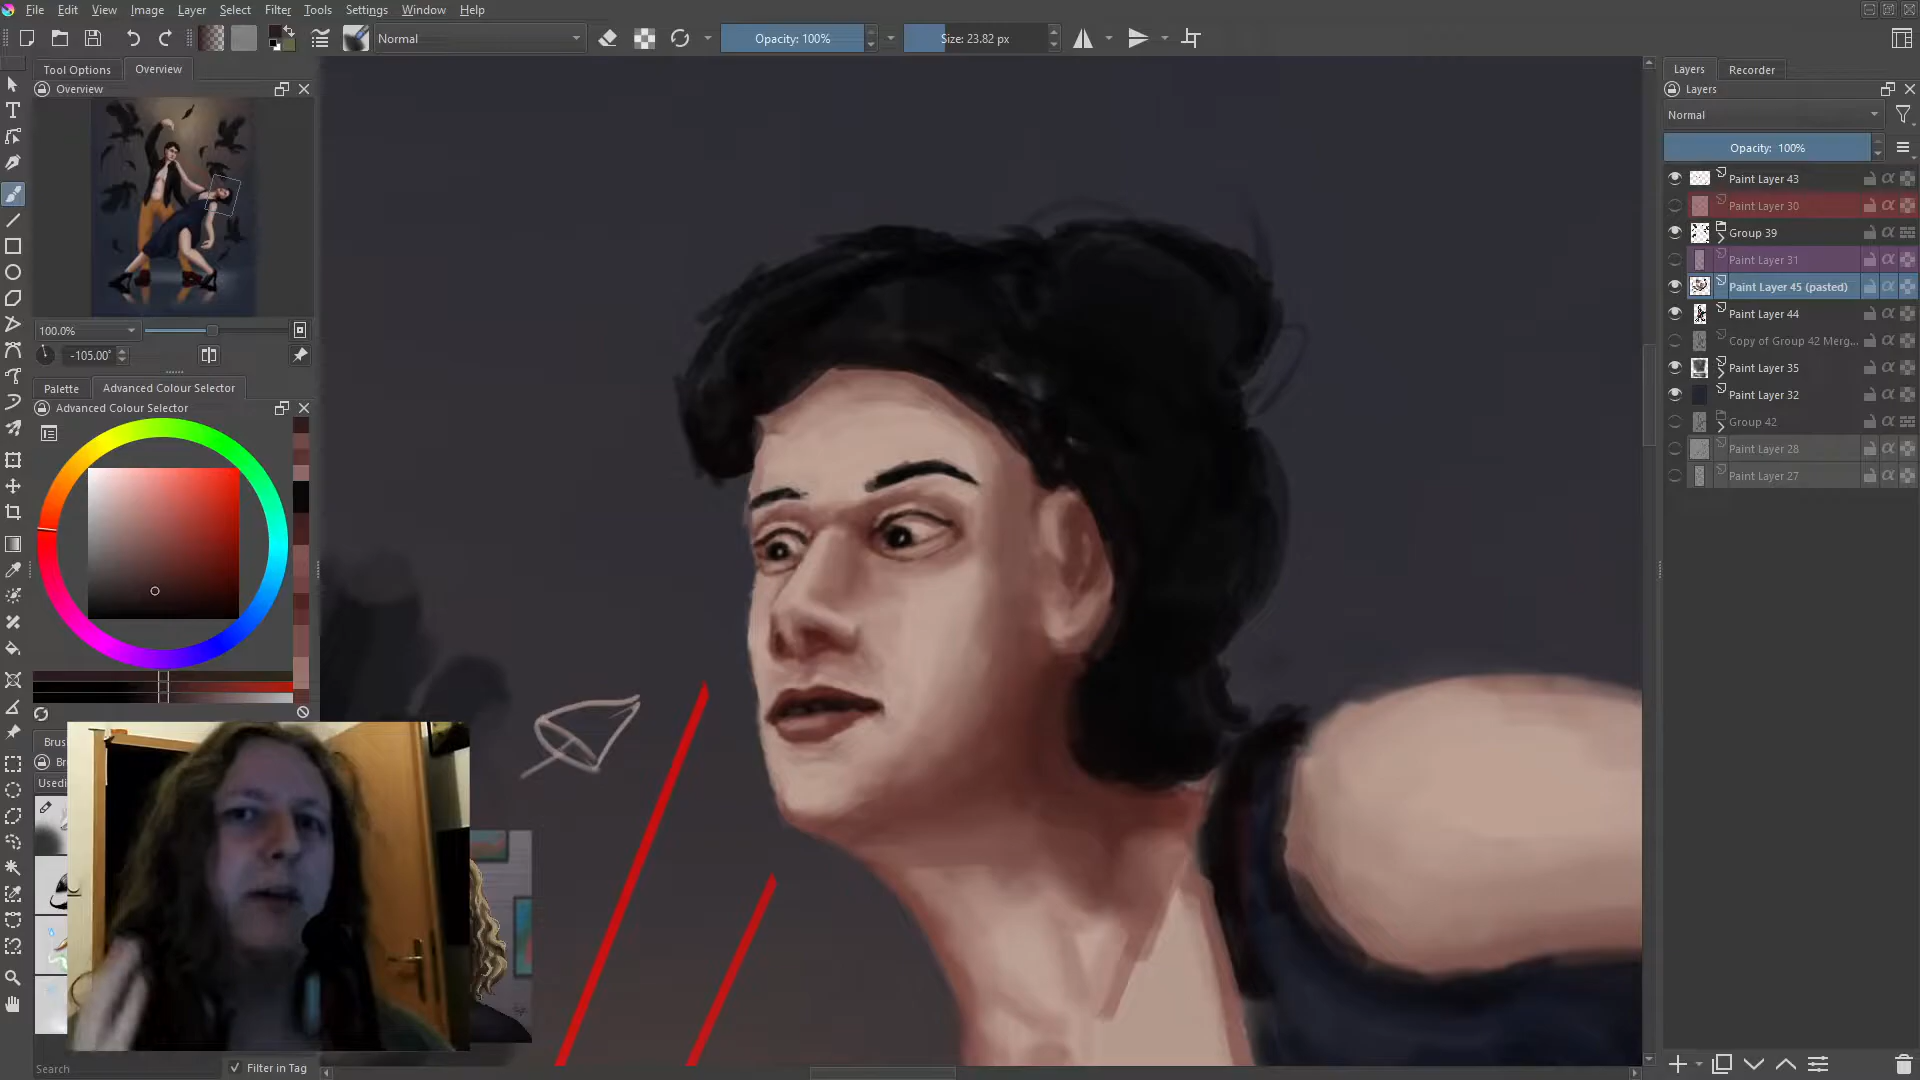 File Edit View Image Layer Select Filter Tools Settings Window Help
Normal
Opacity: 100%
Size: 23.82 px
Tool Options
Overview
Overview
100.0%
-105.00°
Palette
Advanced Colour Selector
Advanced Colour Selector
Search
Filter in Tag
Layers
Recorder
Layers
Normal
Opacity: 100%
Paint Layer 43
Paint Layer 30
Group 39
Paint Layer 31
Paint Layer 45 (pasted)
Paint Layer 44
Copy of Group 42 Merg...
Paint Layer 35
Paint Layer 32
Group 42
Paint Layer 28
Paint Layer 27